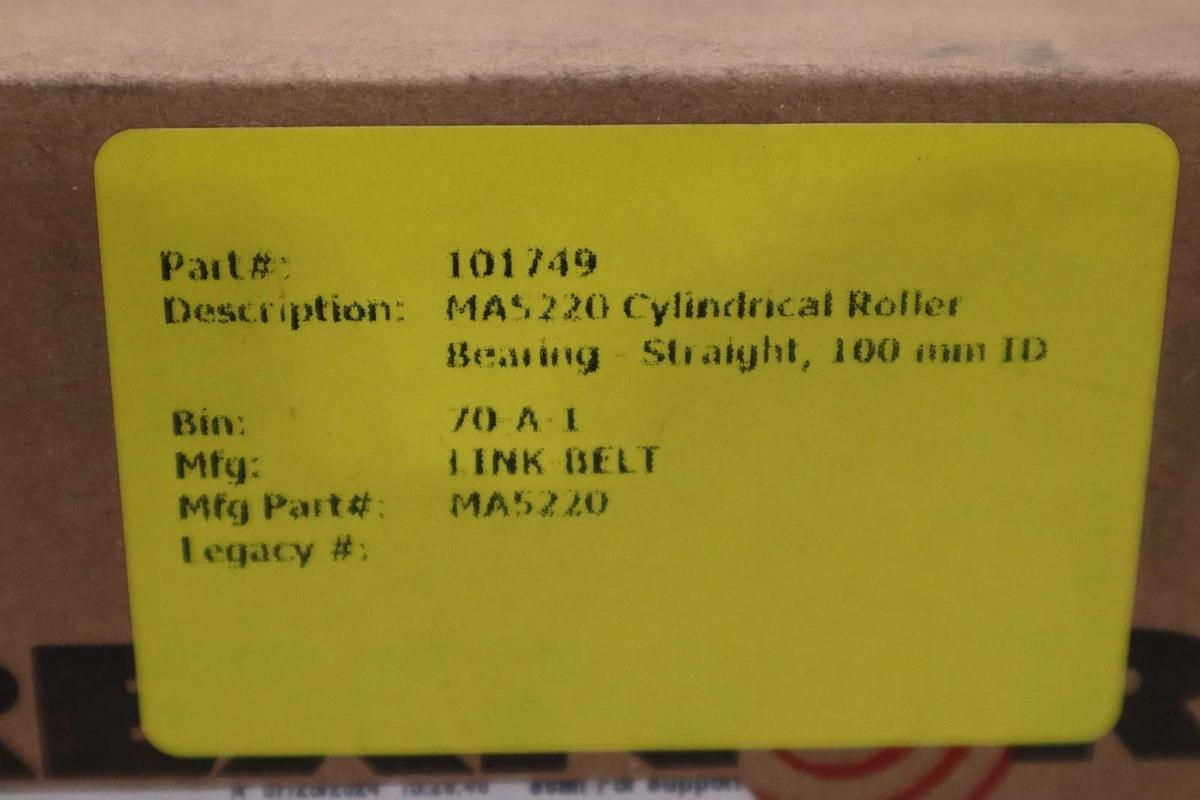 Part#: 101749
Description: MA5220 Cylindrical Roller
Bearing - Straight, 100 mm ID
Bin: 70-A-1
Mfg: LINK-BELT
Mfg Part#: MA5220
Legacy #: